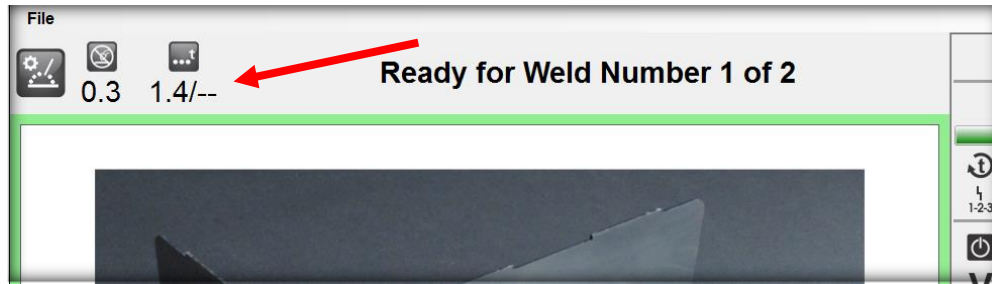 File
...t
0.3 1.4/--
Ready for Weld Number 1 of 2
t
1-2-3
V